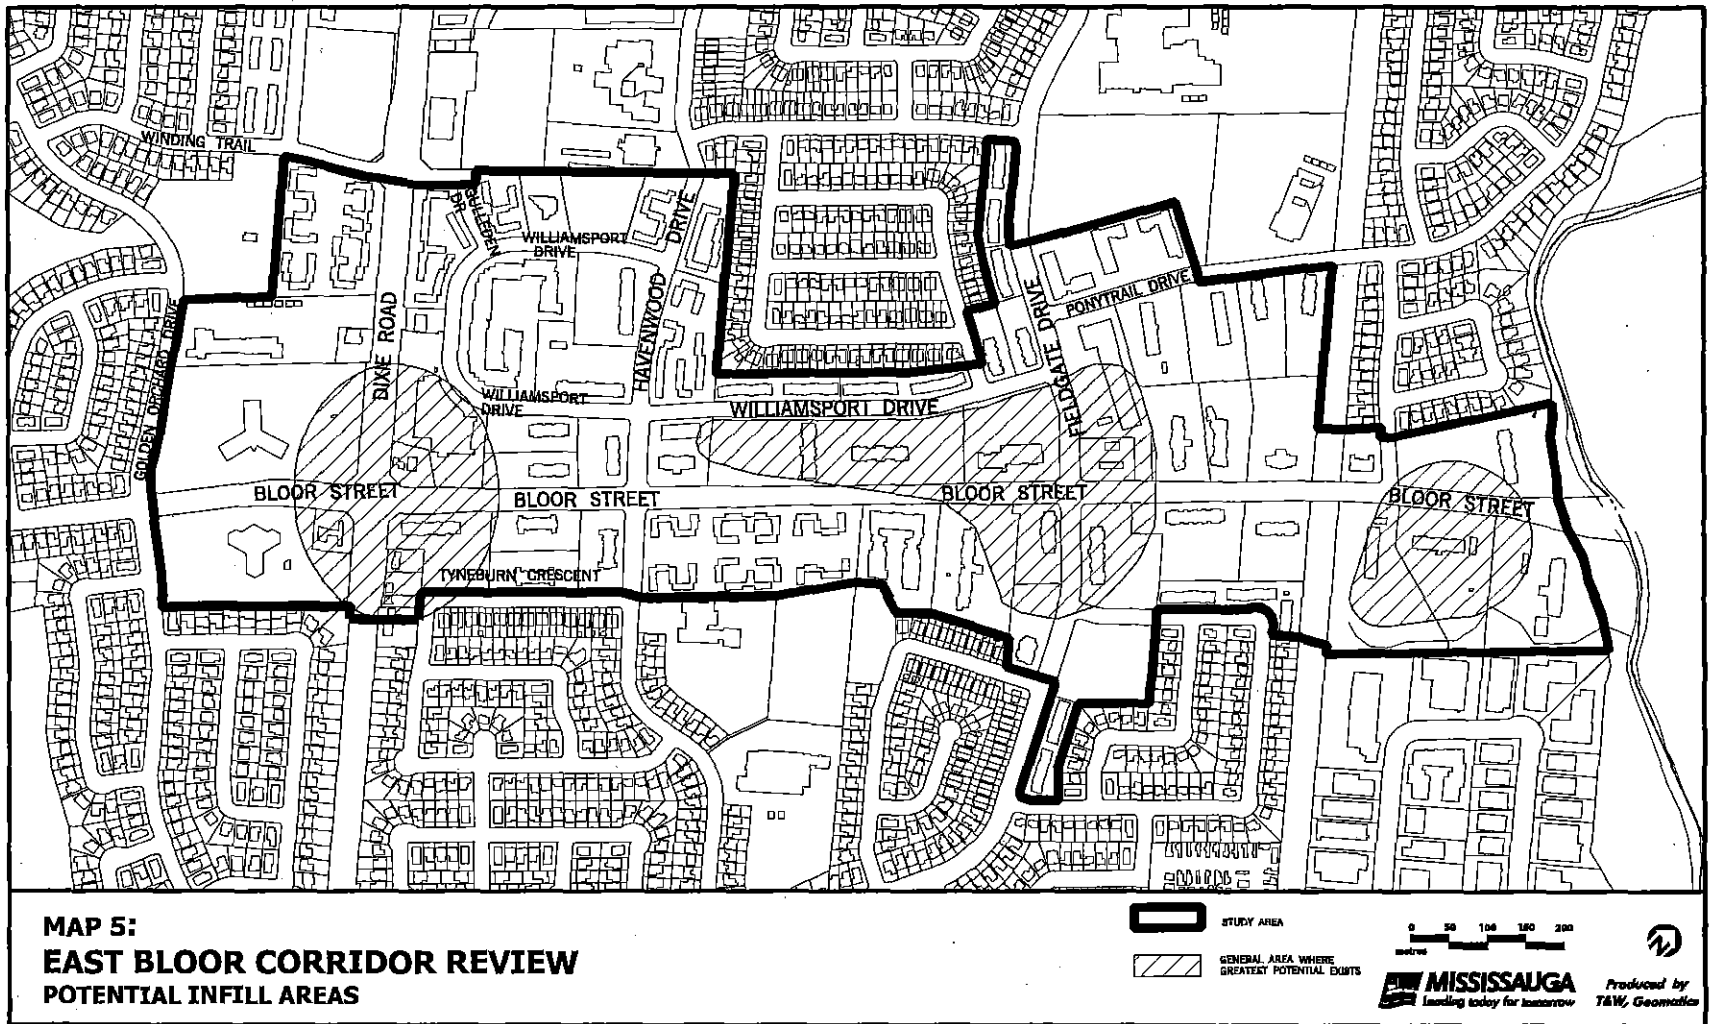 WINDING TRAIL
GULLEDEN
DR.
WILLIAMSPORT
DRIVE
HAVENWOOD
DRIVE
GOLDEN ORCHARD DRIVE
DIXIE ROAD
FIELDGATE DRIVE
PONYTRAIL DRIVE
WILLIAMSPORT
DRIVE
WILLIAMSPORT DRIVE
BLOOR STREET
BLOOR STREET
BLOOR STREET
BLOOR STREET
TYNEBURN CRESCENT
MAP 5:
EAST BLOOR CORRIDOR REVIEW
POTENTIAL INFILL AREAS
STUDY AREA
GENERAL AREA WHERE
GREATEST POTENTIAL EXISTS
0 50 100 150 200
metres
MISSISSAUGA
Leading today for tomorrow
Produced by
T&W, Geomatics